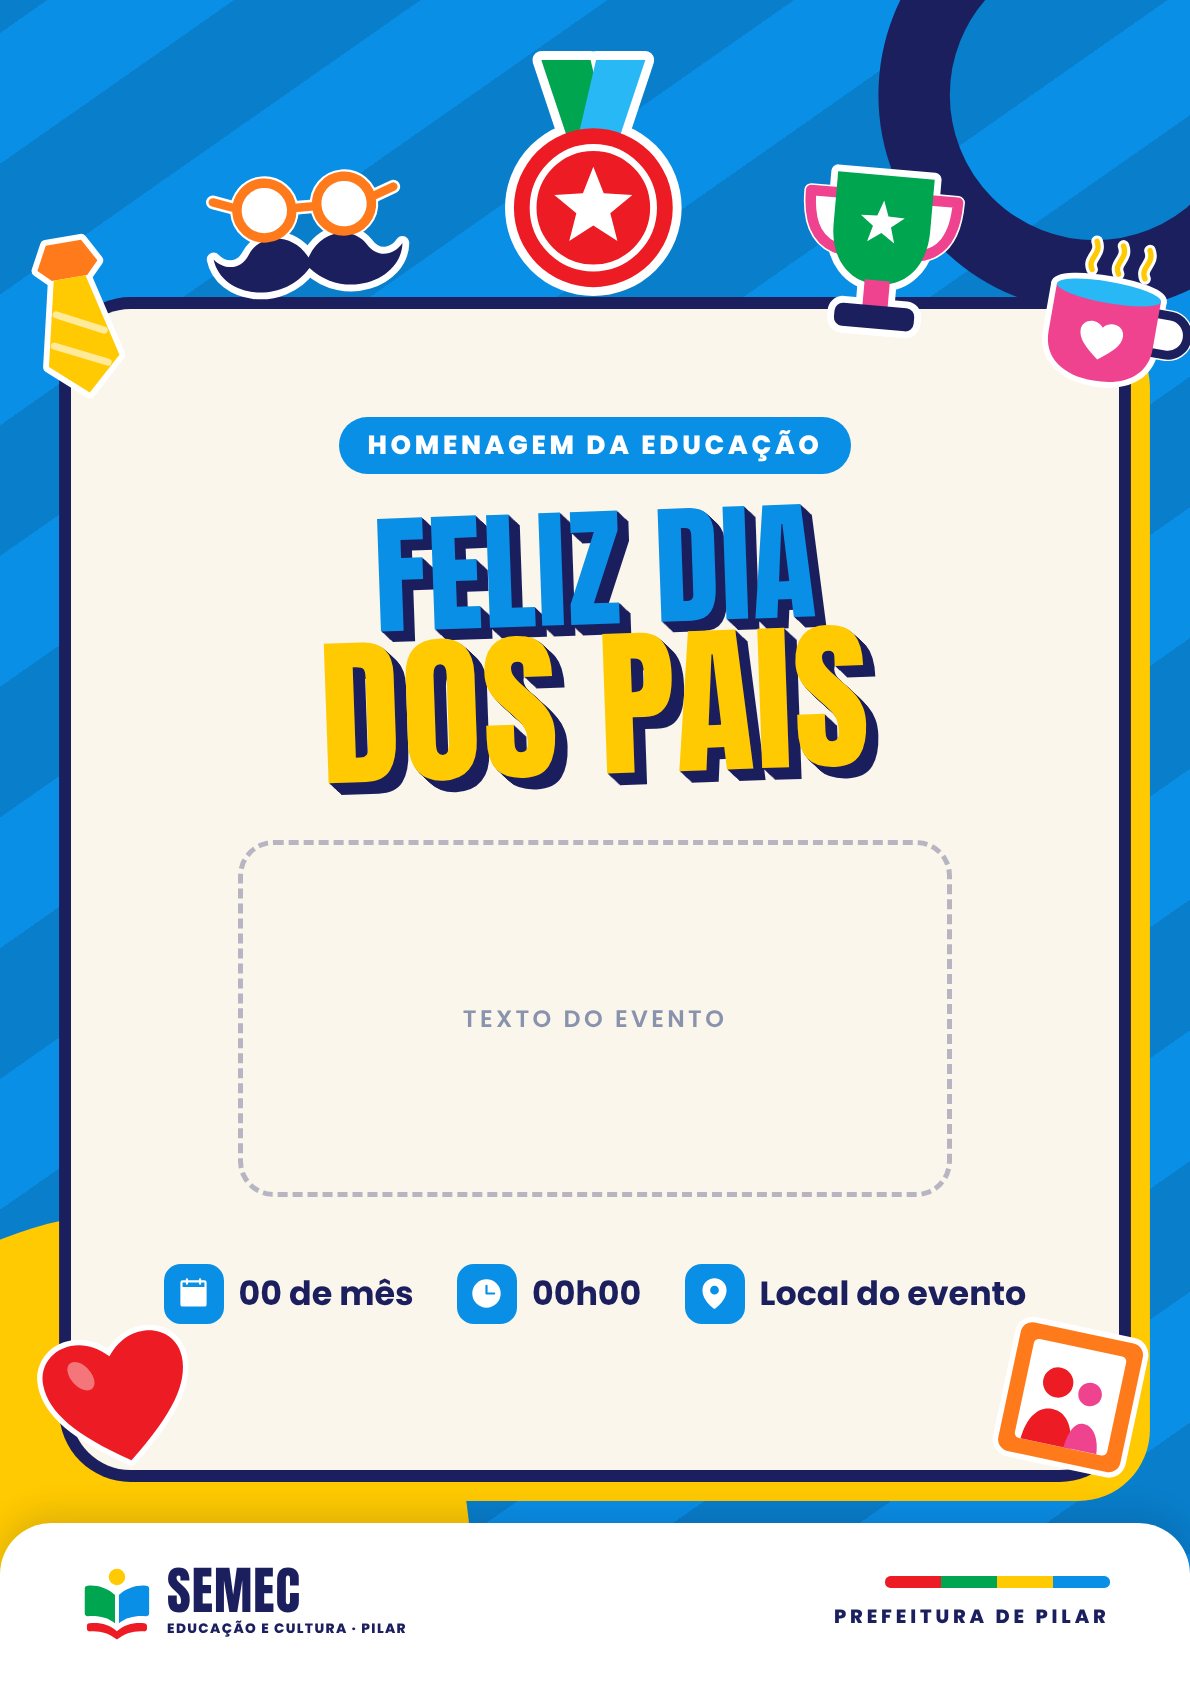 HOMENAGEM DA EDUCAÇÃO
FELIZ DIA
DOS PAIS
TEXTO DO EVENTO
00 de mês
00h00
Local do evento
SEMEC
EDUCAÇÃO E CULTURA · PILAR
PREFEITURA DE PILAR